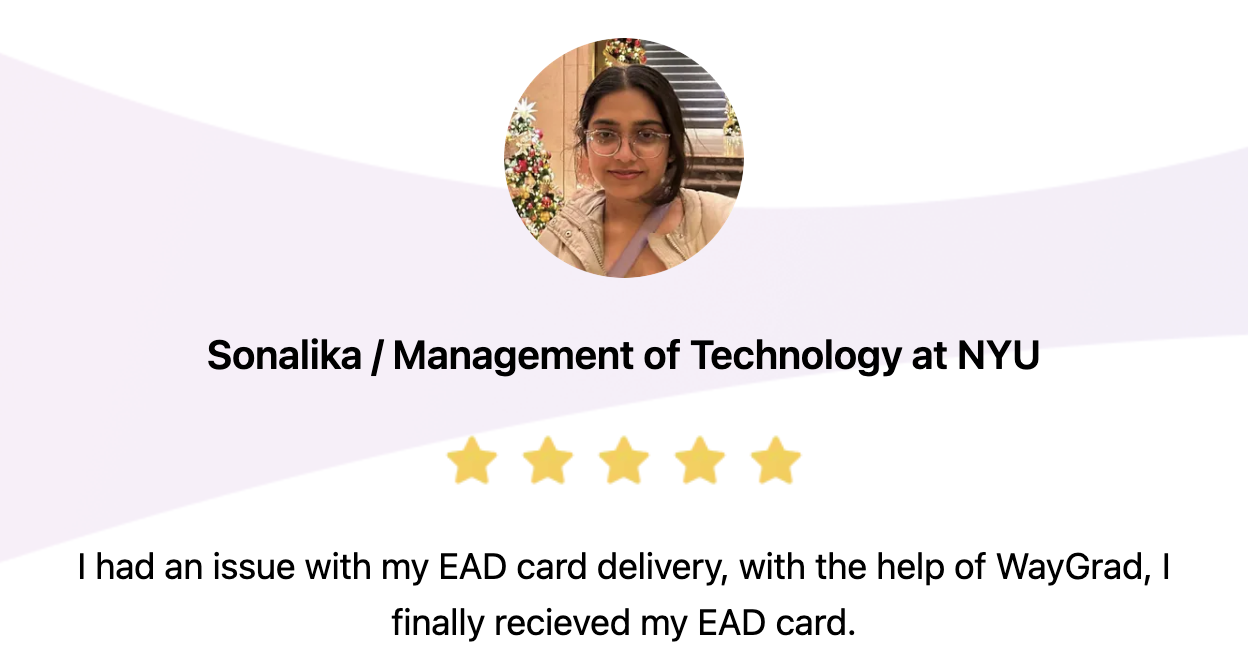 Sonalika / Management of Technology at NYU
I had an issue with my EAD card delivery, with the help of WayGrad, I
finally recieved my EAD card.